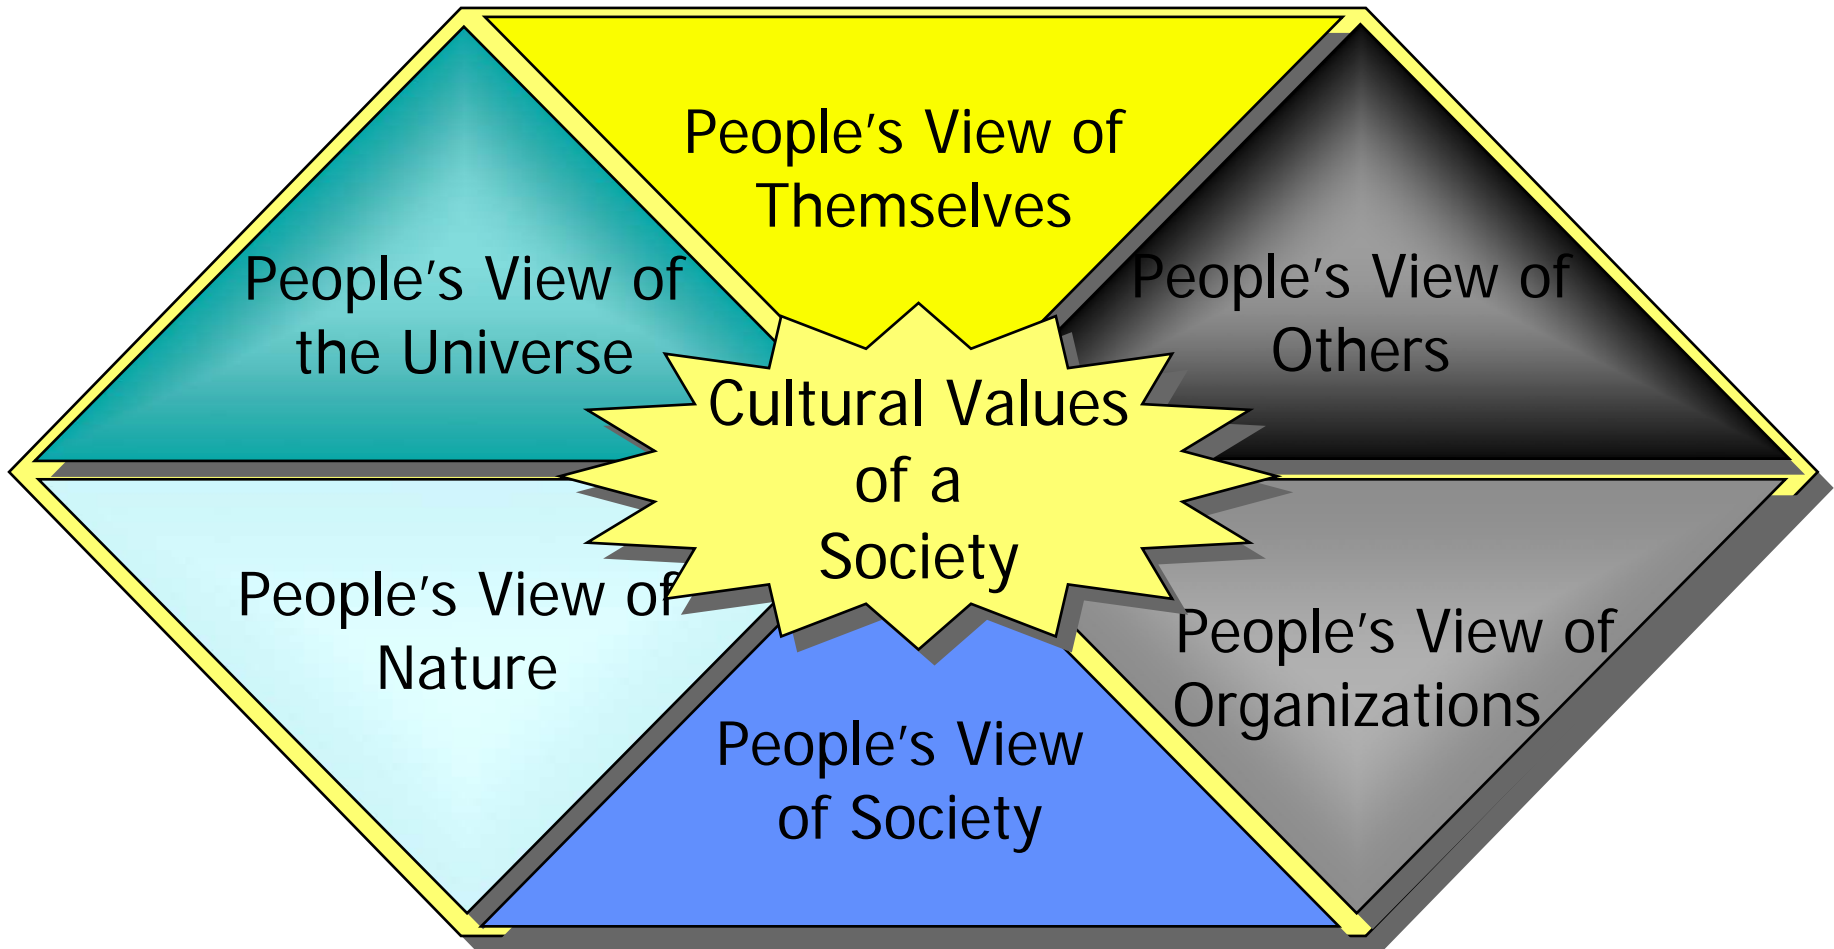 People's View of
Themselves
People's View of
the Universe
People's View of
Others
Cultural Values
of a
Society
People's View of
Nature
People's View of
Organizations
People's View
of Society